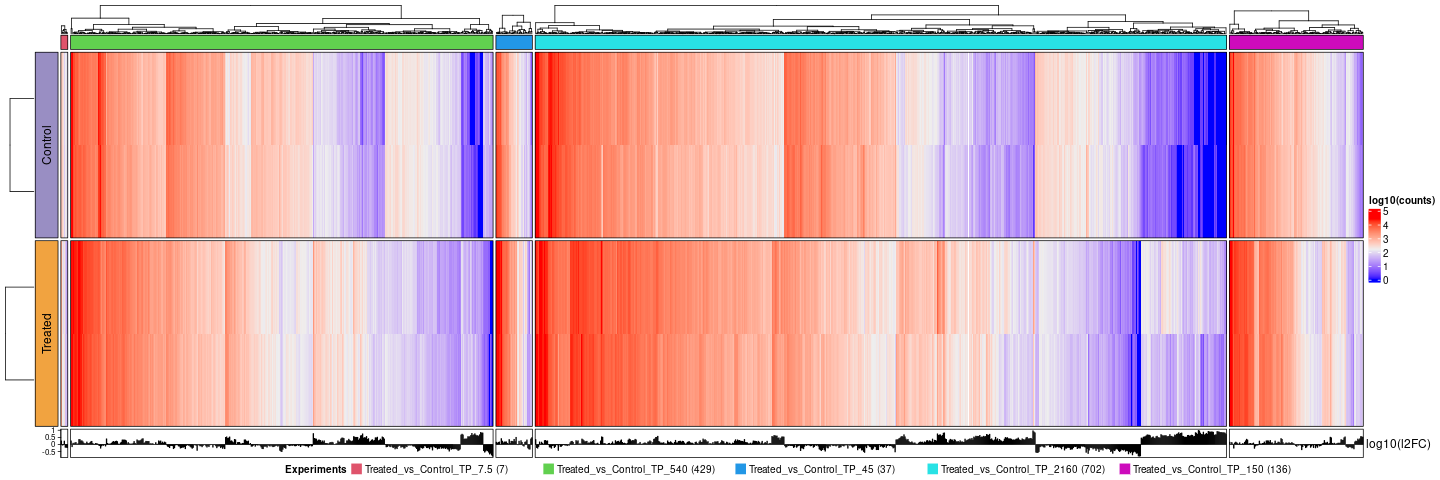 Control
Treated
log10(counts)
5
4
3
2
1
0
1
0.5
0
-0.5
log10(l2FC)
Experiments Treated_vs_Control_TP_7.5 (7) Treated_vs_Control_TP_540 (429) Treated_vs_Control_TP_45 (37) Treated_vs_Control_TP_2160 (702) Treated_vs_Control_TP_150 (136)